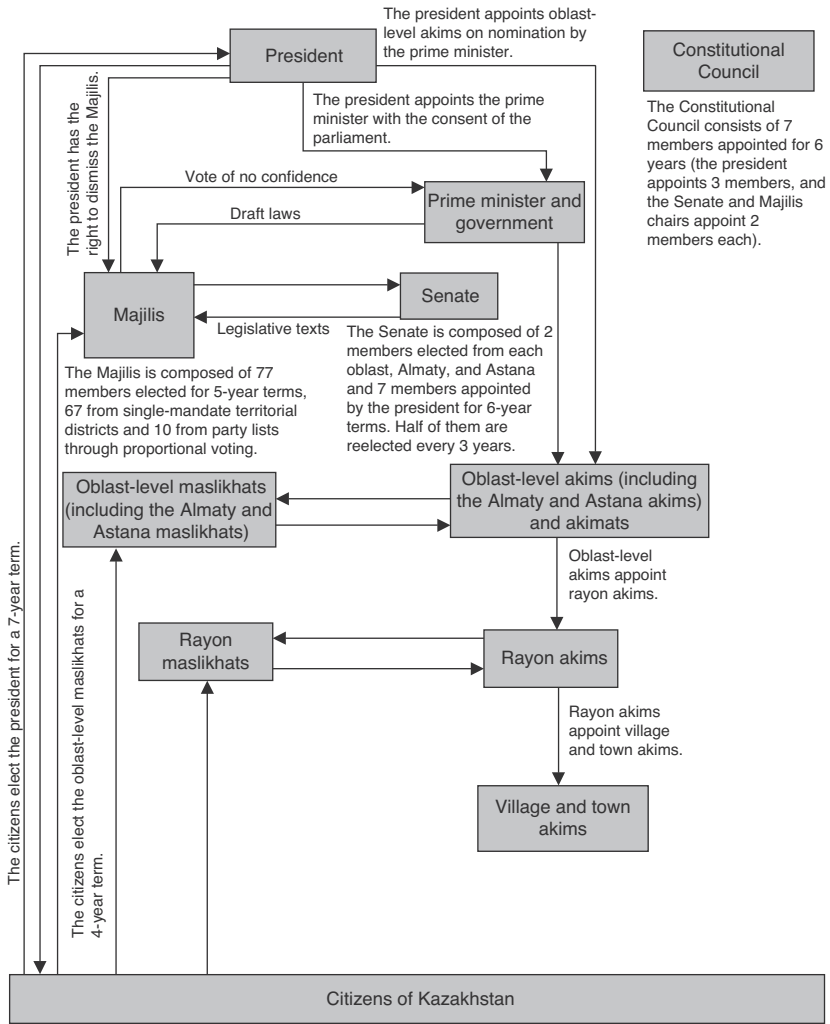 The president appoints oblast-
level akims on nomination by
the prime minister.
President
Constitutional
Council
The Constitutional
Council consists of 7
members appointed for 6
years (the president
appoints 3 members, and
the Senate and Majilis
chairs appoint 2
members each).
The president has the
right to dismiss the Majilis.
The president appoints the prime
minister with the consent of the
parliament.
Vote of no confidence
Prime minister and
government
Draft laws
Majilis
Senate
Legislative texts
The Majilis is composed of 77
members elected for 5-year terms,
67 from single-mandate territorial
districts and 10 from party lists
through proportional voting.
The Senate is composed of 2
members elected from each
oblast, Almaty, and Astana
and 7 members appointed
by the president for 6-year
terms. Half of them are
reelected every 3 years.
Oblast-level maslikhats
(including the Almaty and
Astana maslikhats)
Oblast-level akims (including
the Almaty and Astana akims)
and akimats
Oblast-level
akims appoint
rayon akims.
The citizens elect the president for a 7-year term.
The citizens elect the oblast-level maslikhats for a
4-year term.
Rayon
maslikhats
Rayon akims
Rayon akims
appoint village
and town akims.
Village and town
akims
Citizens of Kazakhstan